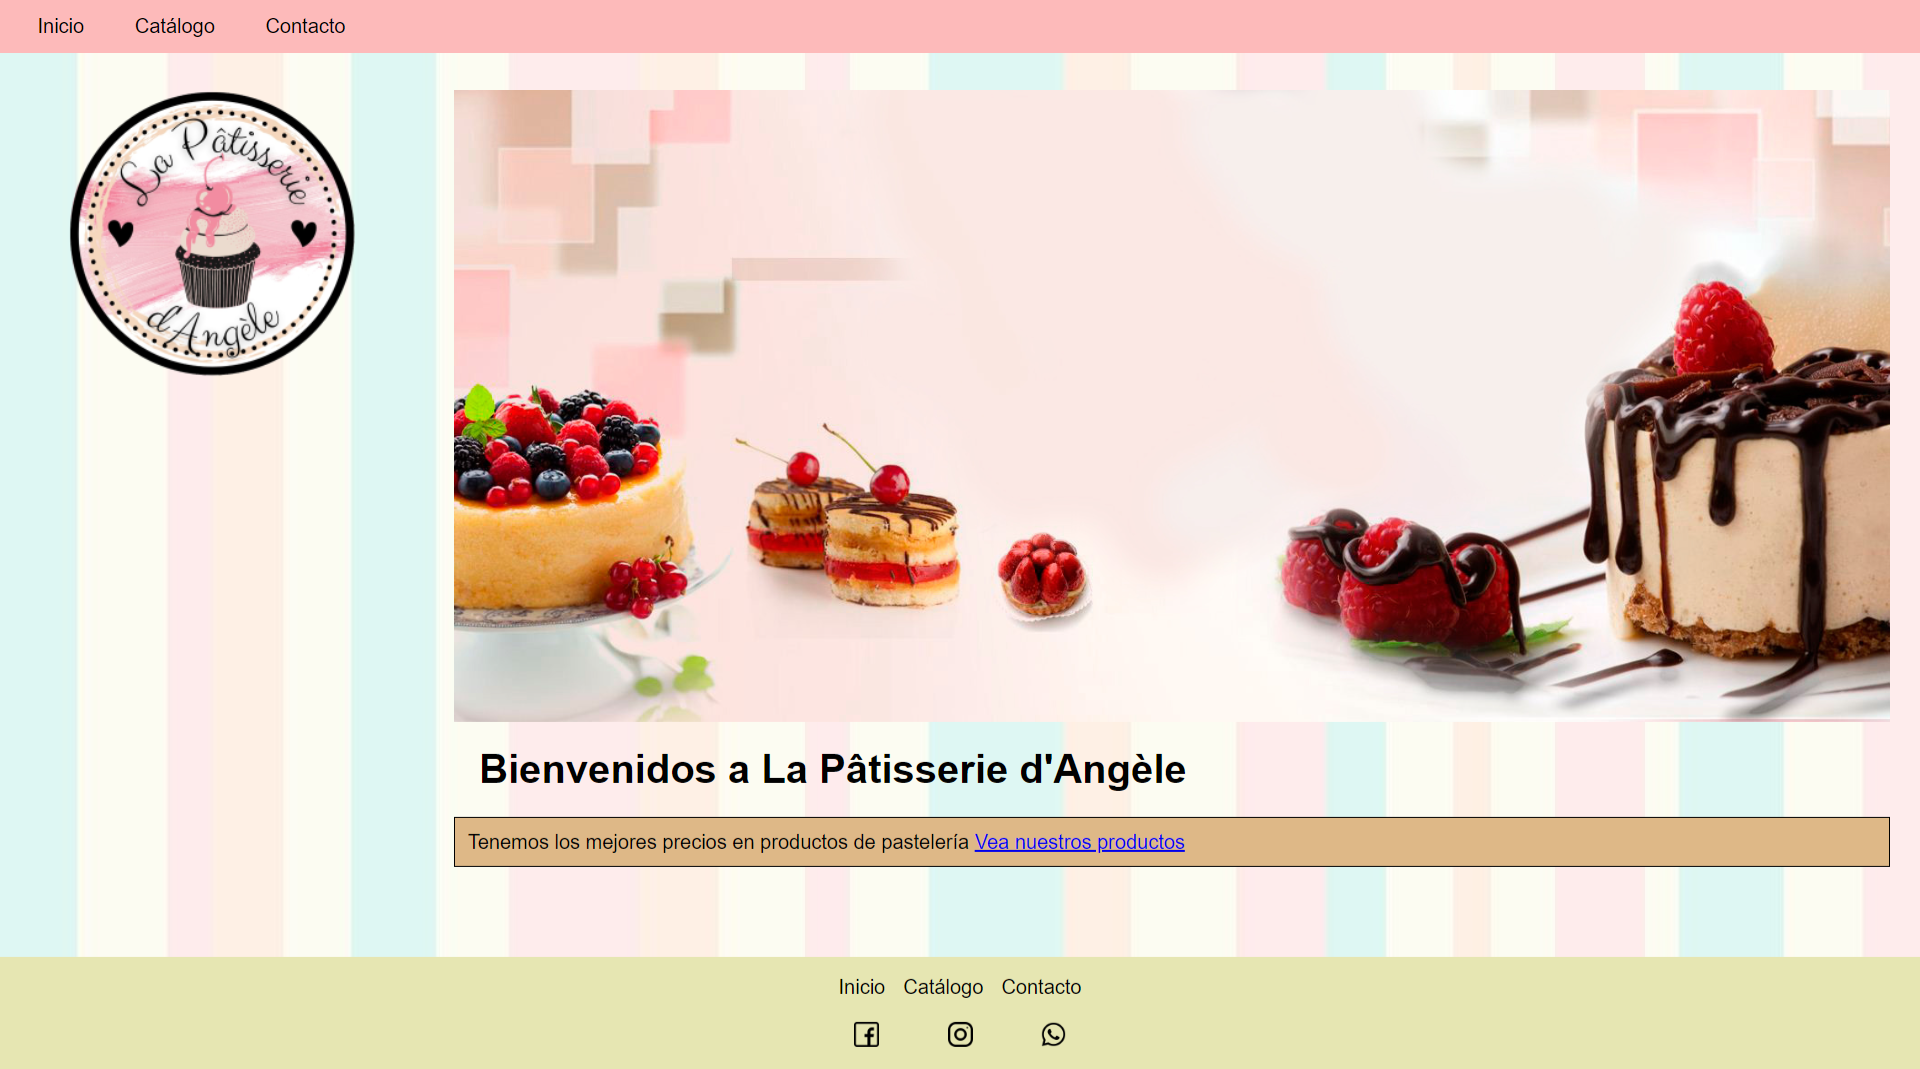 Inicio Catálogo Contacto
La Pâtisserie
d'Angèle
Bienvenidos a La Pâtisserie d'Angèle
Tenemos los mejores precios en productos de pastelería Vea nuestros productos
Inicio Catálogo Contacto